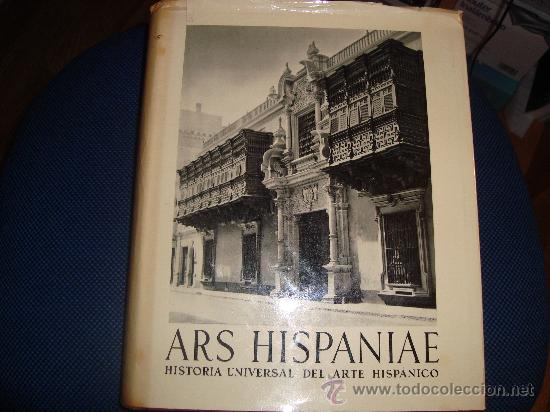 ARS HISPANIAE
HISTORIA UNIVERSAL DEL ARTE HISPANICO
www.todocoleccion.net